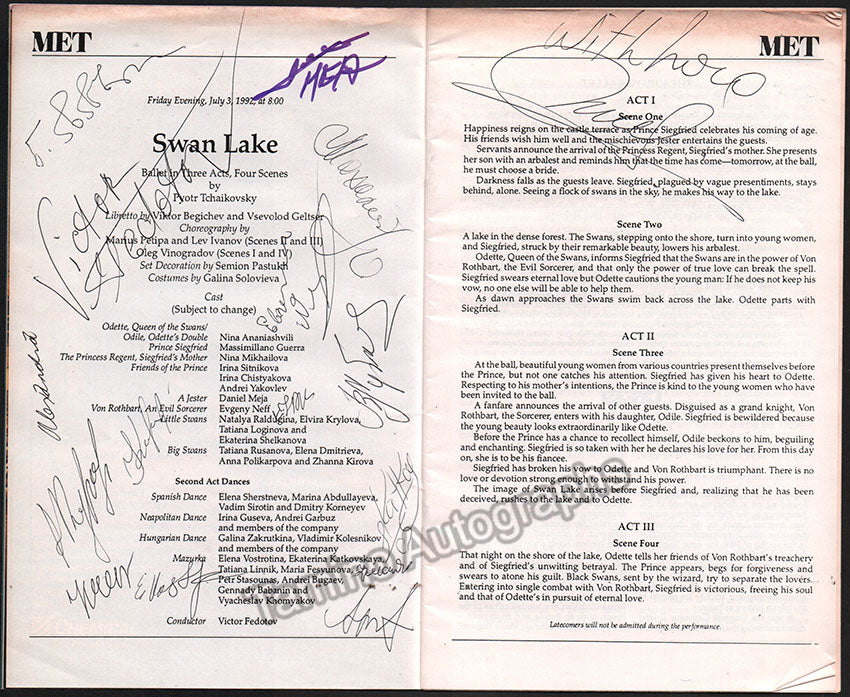 MET
Friday Evening, July 3, 1992, at 8:00
Swan Lake
Ballet in Three Acts, Four Scenes
by
Pyotr Tchaikovsky
Libretto by Viktor Begichev and Vsevolod Geltser
Choreography by
Marius Petipa and Lev Ivanov (Scenes II and III)
Oleg Vinogradov (Scenes I and IV)
Set Decoration by Semion Pastukh
Costumes by Galina Solovieva
Cast
(Subject to change)
Odette, Queen of the Swans/
Odile, Odette's Double Nina Ananiashvili
Prince Siegfried Massimiliano Guerra
The Princess Regent, Siegfried's Mother Nina Mikhailova
Friends of the Prince Irina Sitnikova
Irina Chistyakova
Andrei Yakovlev
A Jester Daniel Meja
Von Rothbart, An Evil Sorcerer Evgeny Neff
Little Swans Natalya Raldugina, Elvira Krylova,
Tatiana Loginova and
Ekaterina Shelkanova
Big Swans Tatiana Rusanova, Elena Dmitrieva,
Anna Polikarpova and Zhanna Kirova
Second Act Dances
Spanish Dance Elena Sherstneva, Marina Abdullayeva,
Vadim Sirotin and Dmitry Korneyev
Neapolitan Dance Irina Guseva, Andrei Garbuz
and members of the company
Hungarian Dance Galina Zakrutkina, Vladimir Kolesnikov
and members of the company
Mazurka Elena Vostrotina, Ekaterina Katkovskaya,
Tatiana Linnik, Maria Fesyunova,
Petr Stasounas, Andrei Bugaev,
Gennady Babanin and
Vyacheslav Khomyakov
Conductor Victor Fedotov
Victor
Fedotov
Alexandra
MET
With love
ACT I
Scene One
Happiness reigns on the castle terrace as Prince Siegfried celebrates his coming of age.
His friends wish him well and the mischievous Jester entertains the guests.
Servants announce the arrival of the Princess Regent, Siegfried's mother. She presents
her son with an arbalest and reminds him that the time has come—tomorrow, at the ball,
he must choose a bride.
Darkness falls as the guests leave. Siegfried, plagued by vague presentiments, stays
behind, alone. Seeing a flock of swans in the sky, he makes his way to the lake.
Scene Two
A lake in the dense forest. The Swans, stepping onto the shore, turn into young women,
and Siegfried, struck by their remarkable beauty, lowers his arbalest.
Odette, Queen of the Swans, informs Siegfried that the Swans are in the power of Von
Rothbart, the Evil Sorcerer, and that only the power of true love can break the spell.
Siegfried swears eternal love but Odette cautions the young man: If he does not keep his
vow, no one else will be able to help them.
As dawn approaches the Swans swim back across the lake. Odette parts with
Siegfried.
ACT II
Scene Three
At the ball, beautiful young women from various countries present themselves before
the Prince, but not one catches his attention. Siegfried has given his heart to Odette.
Respecting to his mother's intentions, the Prince is kind to the young women who have
been invited to the ball.
A fanfare announces the arrival of other guests. Disguised as a grand knight, Von
Rothbart, the Sorcerer, enters with his daughter, Odile. Siegfried is bewildered because
the young beauty looks extraordinarily like Odette.
Before the Prince has a chance to recollect himself, Odile beckons to him, beguiling
and enchanting. Siegfried is so taken with her he declares his love for her. From this day
on, she is to be his fiancee.
Siegfried has broken his Odette and Von Rothbart is triumphant. There is no
love or devotion strong and his power.
The image of Swan before Siegfried and, realizing that he has been
deceived, rushes to the lake and to Odette.
ACT III
Scene Four
That night on the shore of the lake, Odette tells her friends of Von Rothbart's treachery
and of Siegfried's unwitting betrayal. The Prince appears, begs for forgiveness and
swears to atone his guilt. Black Swans, sent by the wizard, try to separate the lovers.
Entering into single combat with Von Rothbart, Siegfried is victorious, freeing his soul
and that of Odette's in pursuit of eternal love.
Latecomers will not be admitted during the performance.
Tamino Autographs